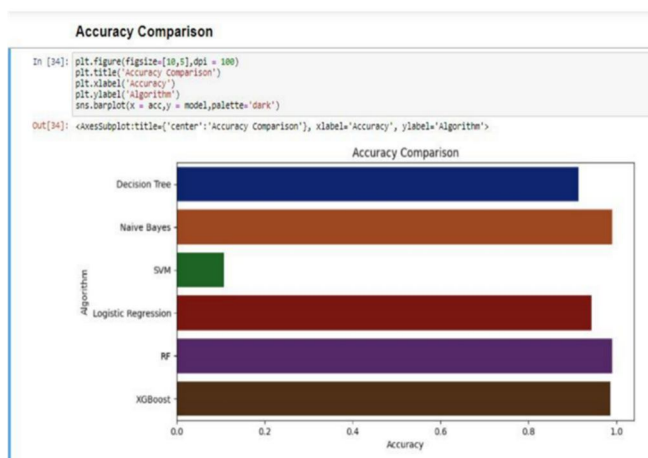 Accuracy Comparison
In [34]: plt.figure(figsize=[10,5],dpi = 100)
plt.title('Accuracy Comparison')
plt.xlabel('Accuracy')
plt.ylabel('Algorithm')
sns.barplot(x = acc,y = model,palette='dark')
Out[34]: <AxesSubplot:title={'center':'Accuracy Comparison'}, xlabel='Accuracy', ylabel='Algorithm'>
Accuracy Comparison
Decision Tree
Naive Bayes
SVM
Logistic Regression
RF
XGBoost
Algorithm
0.0 0.2 0.4 0.6 0.8 1.0
Accuracy